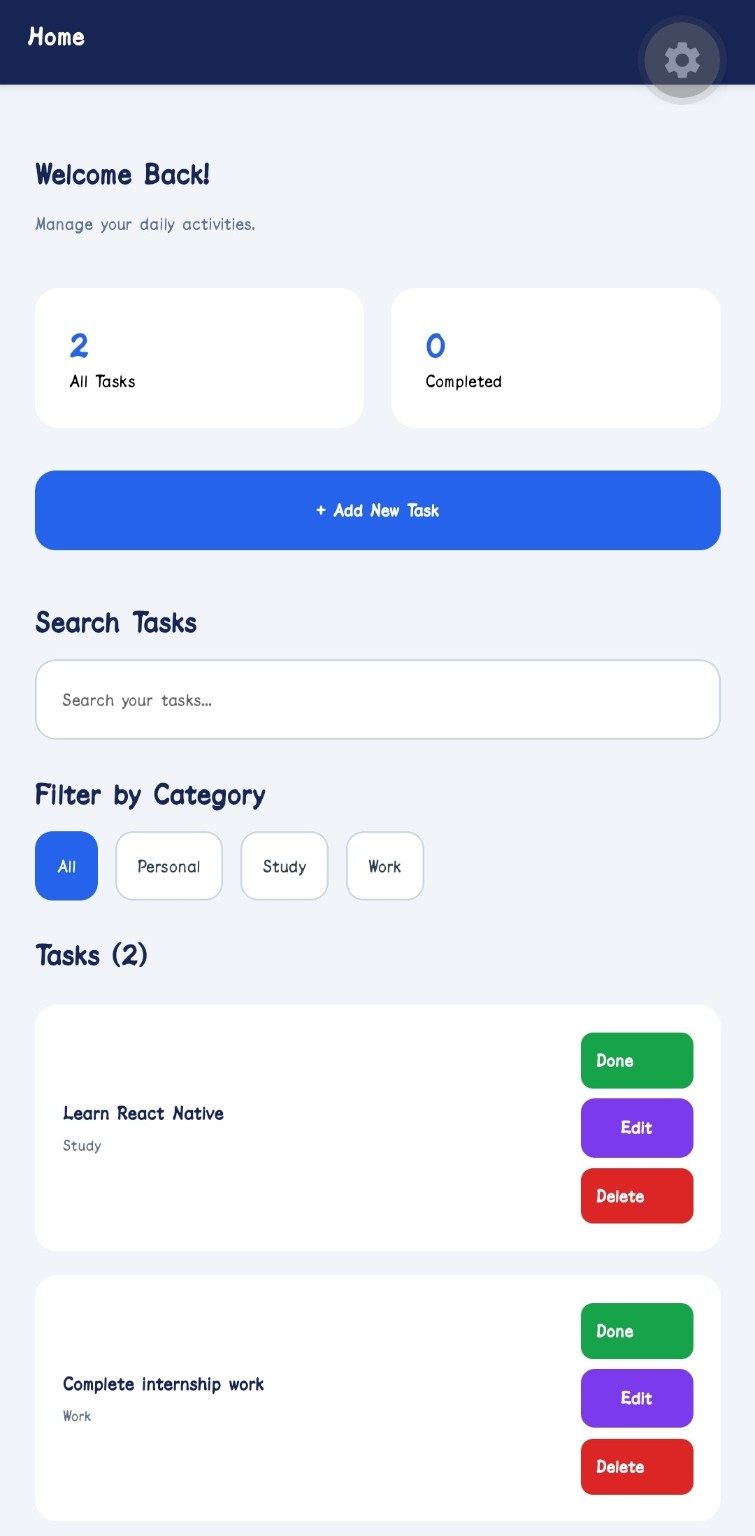 Home
Welcome Back!
Manage your daily activities.
2
All Tasks
0
Completed
+ Add New Task
Search Tasks
Search your tasks...
Filter by Category
All
Personal
Study
Work
Tasks (2)
Learn React Native
Study
Done
Edit
Delete
Complete internship work
Work
Done
Edit
Delete